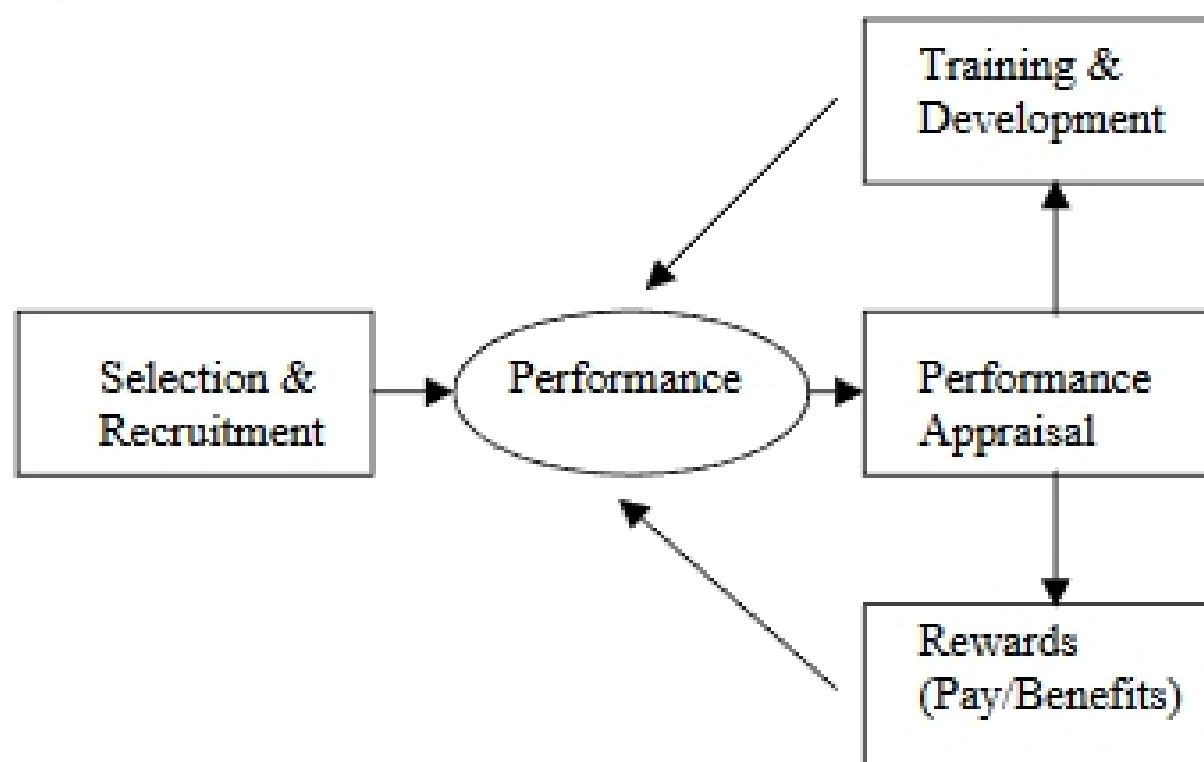 Training &
Development
Selection &
Recruitment
Performance
Performance
Appraisal
Rewards
(Pay/Benefits)